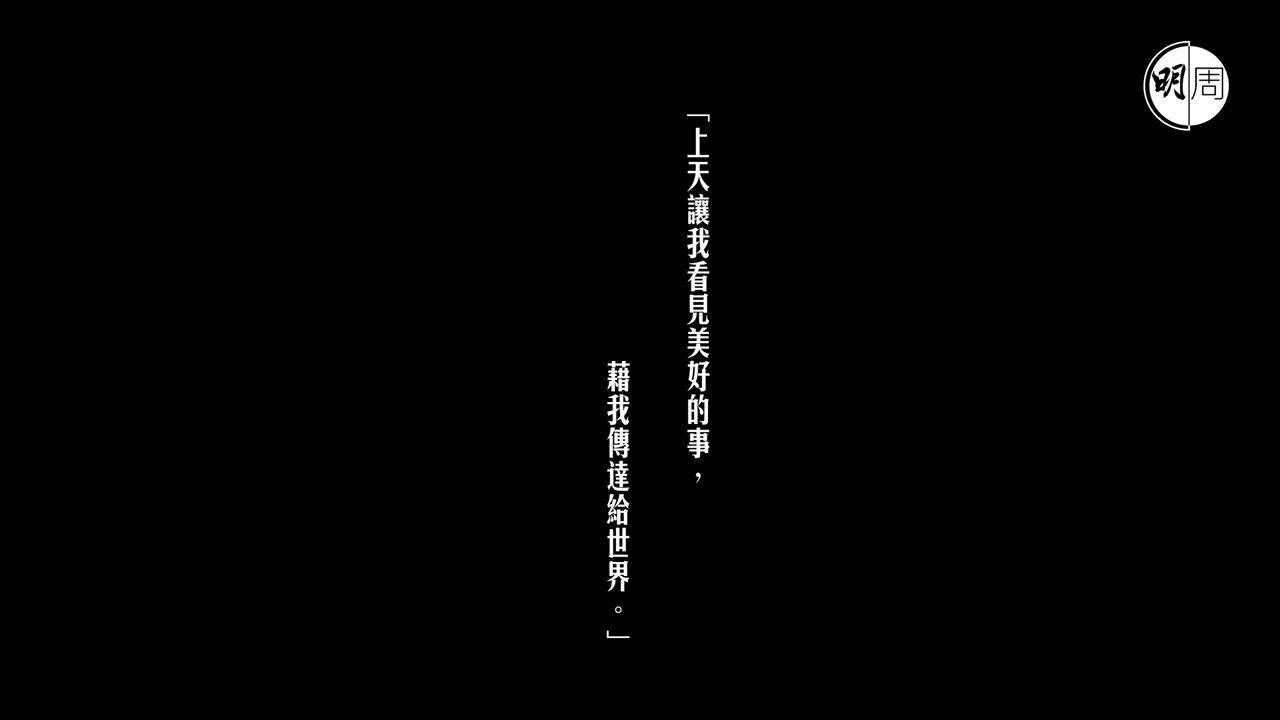 「上天讓我看見美好的事，
藉我傳達給世界。」
明周